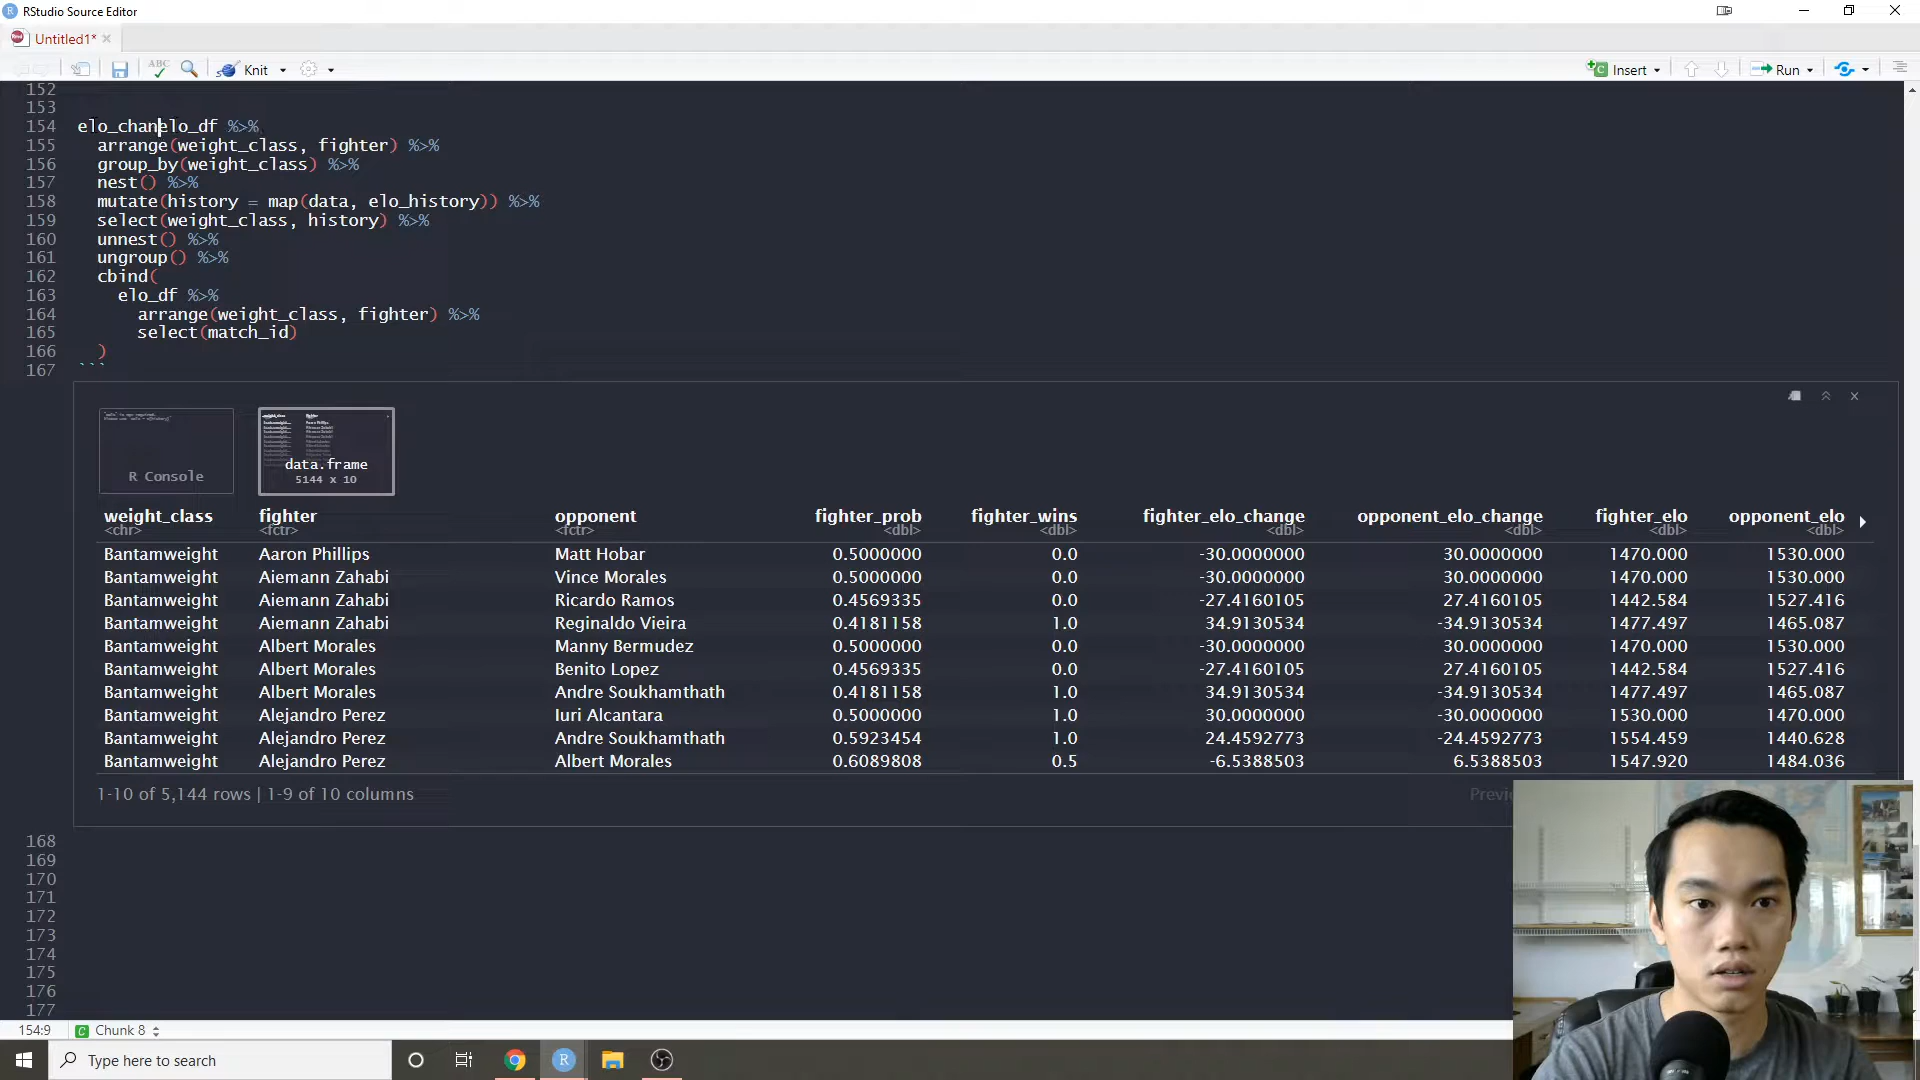 RStudio Source Editor
Untitled1*
ABC Knit Insert Run
152
153
154 elo_chanelo_df %>%
155 arrange(weight_class, fighter) %>%
156 group_by(weight_class) %>%
157 nest() %>%
158 mutate(history = map(data, elo_history)) %>%
159 select(weight_class, history) %>%
160 unnest() %>%
161 ungroup() %>%
162 cbind(
163 elo_df %>%
164 arrange(weight_class, fighter) %>%
165 select(match_id)
166 )
167 ```
R Console
data.frame
5144 x 10
weight_class fighter opponent fighter_prob fighter_wins fighter_elo_change opponent_elo_change fighter_elo opponent_elo
<chr> <fctr> <fctr> <dbl> <dbl> <dbl> <dbl> <dbl> <dbl>
Bantamweight Aaron Phillips Matt Hobar 0.5000000 0.0 -30.0000000 30.0000000 1470.000 1530.000
Bantamweight Aiemann Zahabi Vince Morales 0.5000000 0.0 -30.0000000 30.0000000 1470.000 1530.000
Bantamweight Aiemann Zahabi Ricardo Ramos 0.4569335 0.0 -27.4160105 27.4160105 1442.584 1527.416
Bantamweight Aiemann Zahabi Reginaldo Vieira 0.4181158 1.0 34.9130534 -34.9130534 1477.497 1465.087
Bantamweight Albert Morales Manny Bermudez 0.5000000 0.0 -30.0000000 30.0000000 1470.000 1530.000
Bantamweight Albert Morales Benito Lopez 0.4569335 0.0 -27.4160105 27.4160105 1442.584 1527.416
Bantamweight Albert Morales Andre Soukhamthath 0.4181158 1.0 34.9130534 -34.9130534 1477.497 1465.087
Bantamweight Alejandro Perez Iuri Alcantara 0.5000000 1.0 30.0000000 -30.0000000 1530.000 1470.000
Bantamweight Alejandro Perez Andre Soukhamthath 0.5923454 1.0 24.4592773 -24.4592773 1554.459 1440.628
Bantamweight Alejandro Perez Albert Morales 0.6089808 0.5 -6.5388503 6.5388503 1547.920 1484.036
1-10 of 5,144 rows | 1-9 of 10 columns Previ
168
169
170
171
172
173
174
175
176
177
154:9 Chunk 8
Type here to search